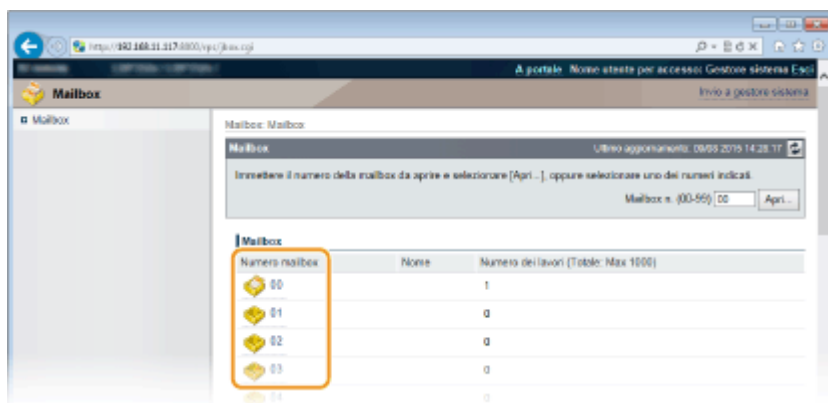 http://192.168.11.117:8000/rps/jbox.cgi
A portale Nome utente per accesso: Gestore sistema Esci
Mailbox
Invio a gestore sistema
Mailbox
Mailbox: Mailbox
Mailbox
Ultimo aggiornamento: 2015 14:28:17
Immettere il numero della mailbox da aprire e selezionare [Apri...], oppure selezionare uno dei numeri indicati.
Mailbox n. (00-99) 00 Apri...
Mailbox
Numero mailbox Nome Numero dei lavori (Totale: Max 1000)
00 1
01 0
02 0
03 0
04 0